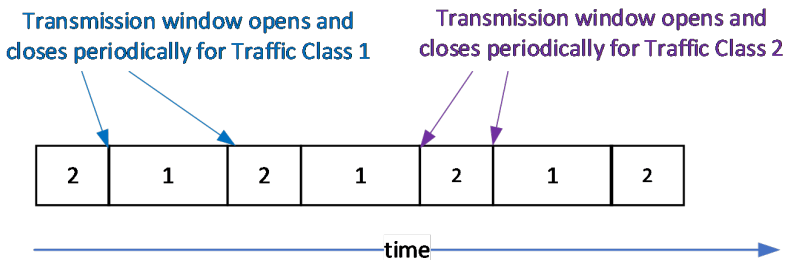 Transmission window opens and
closes periodically for Traffic Class 1
Transmission window opens and
closes periodically for Traffic Class 2
2 1 2 1 2 1 2
time